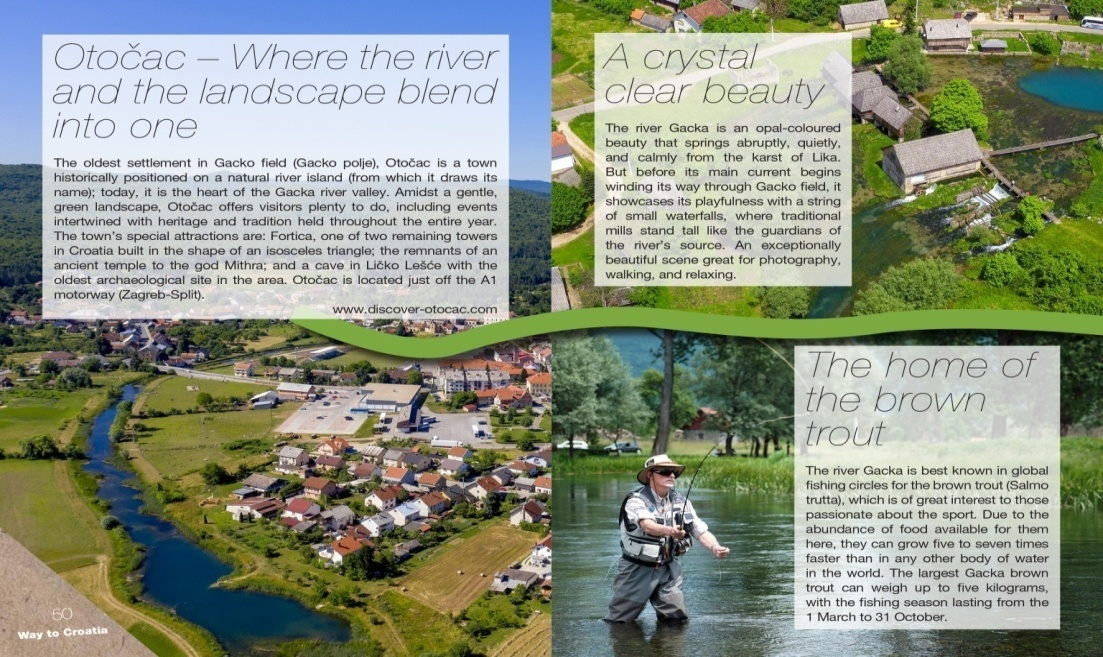 Otočac – Where the river
and the landscape blend
into one
The oldest settlement in Gacko field (Gacko polje), Otočac is a town
historically positioned on a natural river island (from which it draws its
name); today, it is the heart of the Gacka river valley. Amidst a gentle,
green landscape, Otočac offers visitors plenty to do, including events
intertwined with heritage and tradition held throughout the entire year.
The town's special attractions are: Fortica, one of two remaining towers
in Croatia built in the shape of an isosceles triangle; the remnants of an
ancient temple to the god Mithra; and a cave in Ličko Lešće with the
oldest archaeological site in the area. Otočac is located just off the A1
motorway (Zagreb-Split).
www.discover-otocac.com
A crystal
clear beauty
The river Gacka is an opal-coloured
beauty that springs abruptly, quietly,
and calmly from the karst of Lika.
But before its main current begins
winding its way through Gacko field, it
showcases its playfulness with a string
of small waterfalls, where traditional
mills stand tall like the guardians of
the river's source. An exceptionally
beautiful scene great for photography,
walking, and relaxing.
The home of
the brown
trout
The river Gacka is best known in global
fishing circles for the brown trout (Salmo
trutta), which is of great interest to those
passionate about the sport. Due to the
abundance of food available for them
here, they can grow five to seven times
faster than in any other body of water
in the world. The largest Gacka brown
trout can weigh up to five kilograms,
with the fishing season lasting from the
1 March to 31 October.
50
Way to Croatia